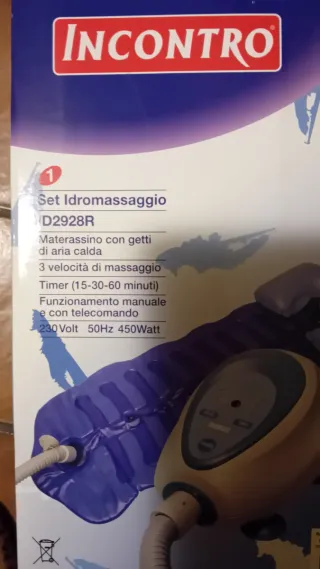 INCONTRO
1
Set Idromassaggio
D2928R
Materassino con getti
di aria calda
3 velocità di massaggio
Timer (15-30-60 minuti)
Funzionamento manuale
e con telecomando
230Volt 50Hz 450Watt